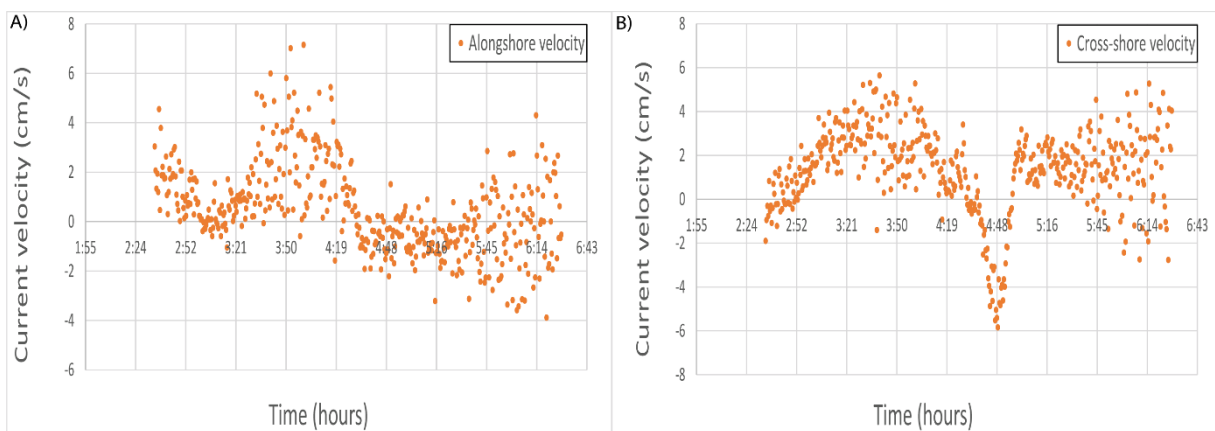 A)
Alongshore velocity
8
6
4
2
0
-2
-4
-6
1:55 2:24 2:52 3:21 3:50 4:19 4:48 5:16 5:45 6:14 6:43
Current velocity (cm/s)
Time (hours)
B)
Cross-shore velocity
8
6
4
2
0
-2
-4
-6
-8
1:55 2:24 2:52 3:21 3:50 4:19 4:48 5:16 5:45 6:14 6:43
Current velocity (cm/s)
Time (hours)